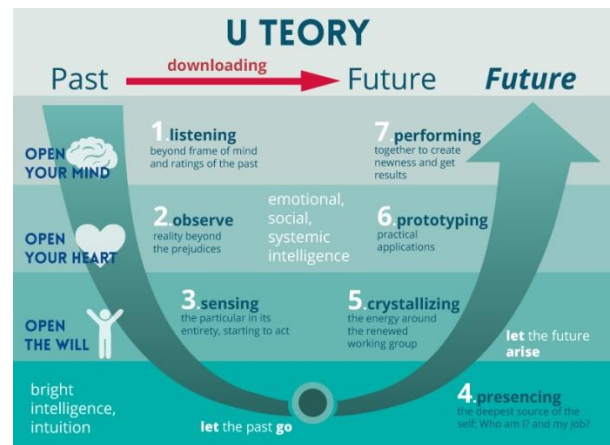 U TEORY
downloading
Past
Future
Future
OPEN
YOUR MIND
1.listening
beyond frame of mind
and ratings of the past
7.performing
together to create
newness and get
results
OPEN
YOUR HEART
2.observe
reality beyond
the prejudices
emotional,
social,
systemic
intelligence
6.prototyping
practical
applications
OPEN
THE WILL
3.sensing
the particular in its
entirety, starting to act
5.crystallizing
the energy around
the renewed
working group
let the future
arise
bright
intelligence,
intuition
let the past go
4.presencing
the deepest source of the
self: Who am I? and my job?